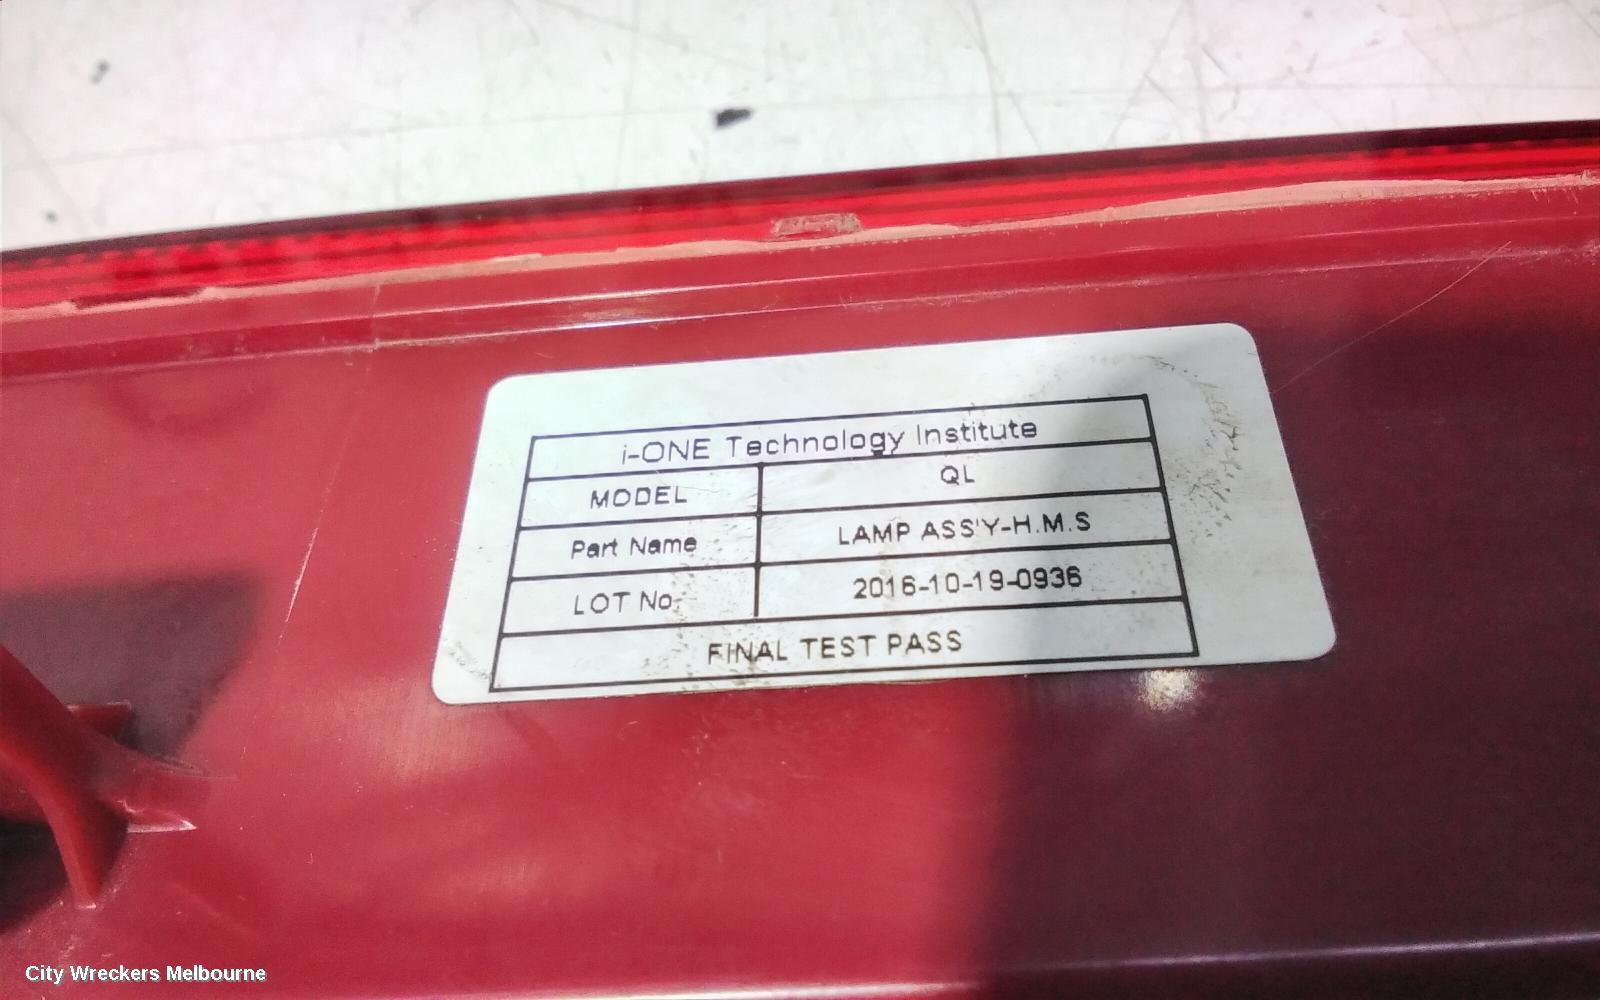 i-ONE Technology Institute
MODEL QL
Part Name LAMP ASS'Y-H.M.S
LOT No. 2016-10-19-0936
FINAL TEST PASS
City Wreckers Melbourne